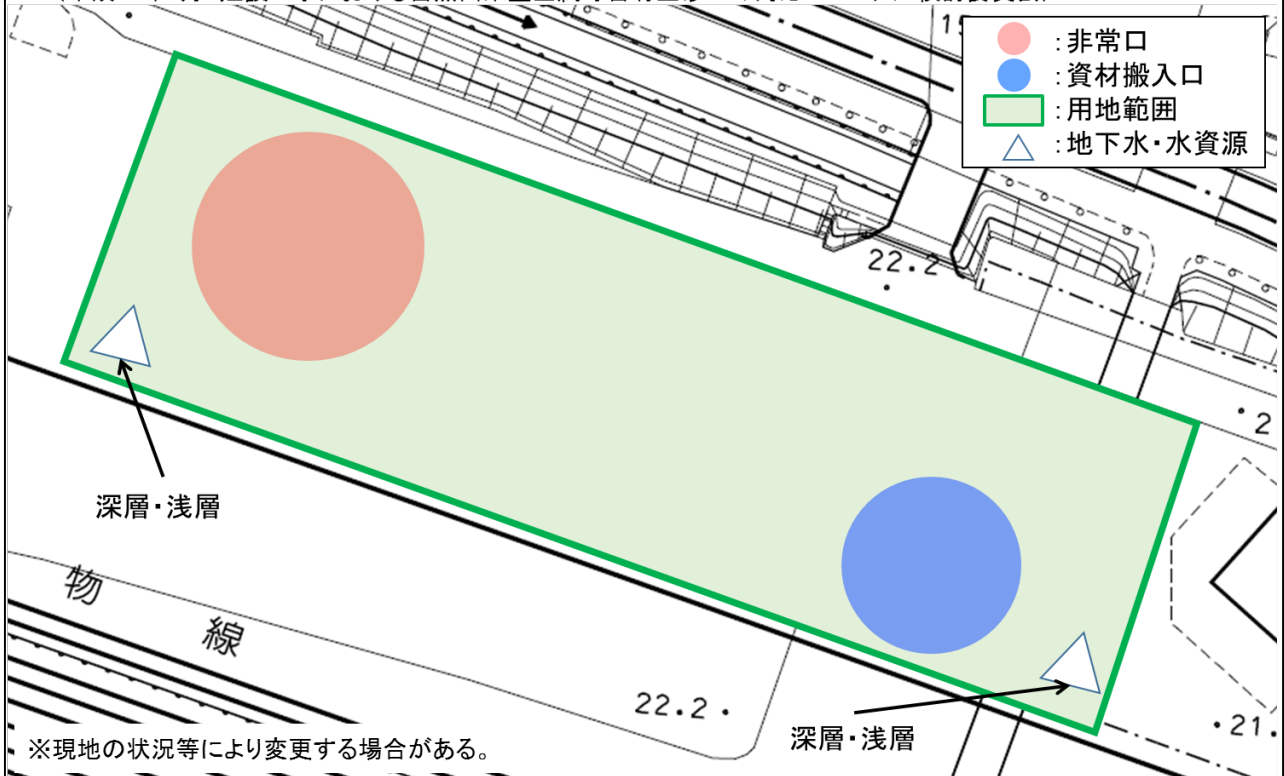 :非常口
:資材搬入口
:用地範囲
:地下水・水資源
22.2
深層・浅層
物線
22.2
深層・浅層
※現地の状況等により変更する場合がある。